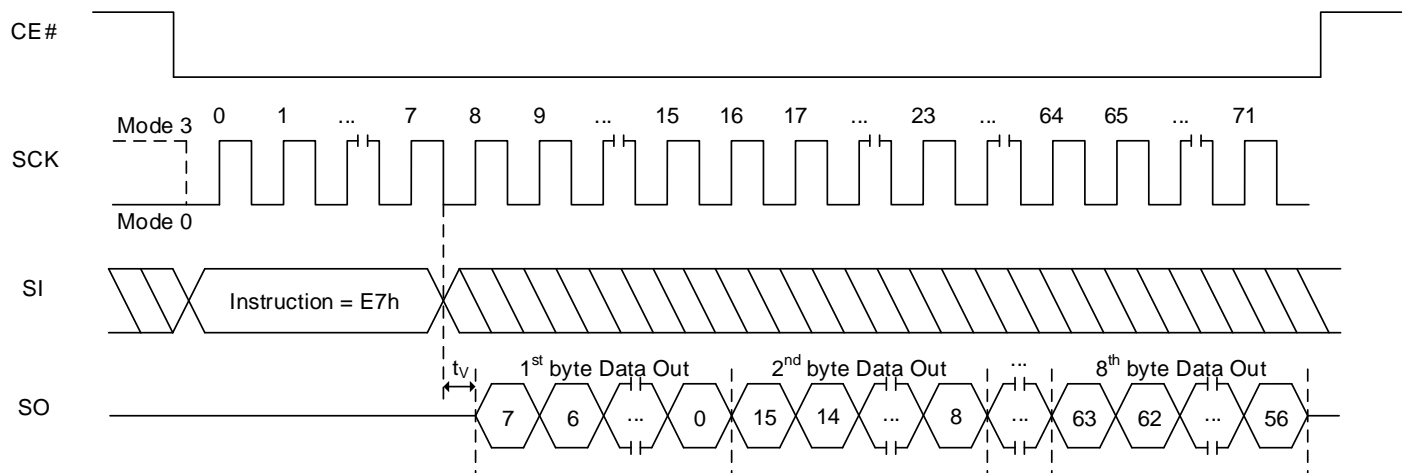 CE#
0 1 ... 7 8 9 ... 15 16 17 ... 23 ... 64 65 ... 71
Mode 3
SCK
Mode 0
SI
Instruction = E7h
tV 1st byte Data Out 2nd byte Data Out ... 8th byte Data Out
SO
7 6 ... 0 15 14 ... 8 ... 63 62 ... 56